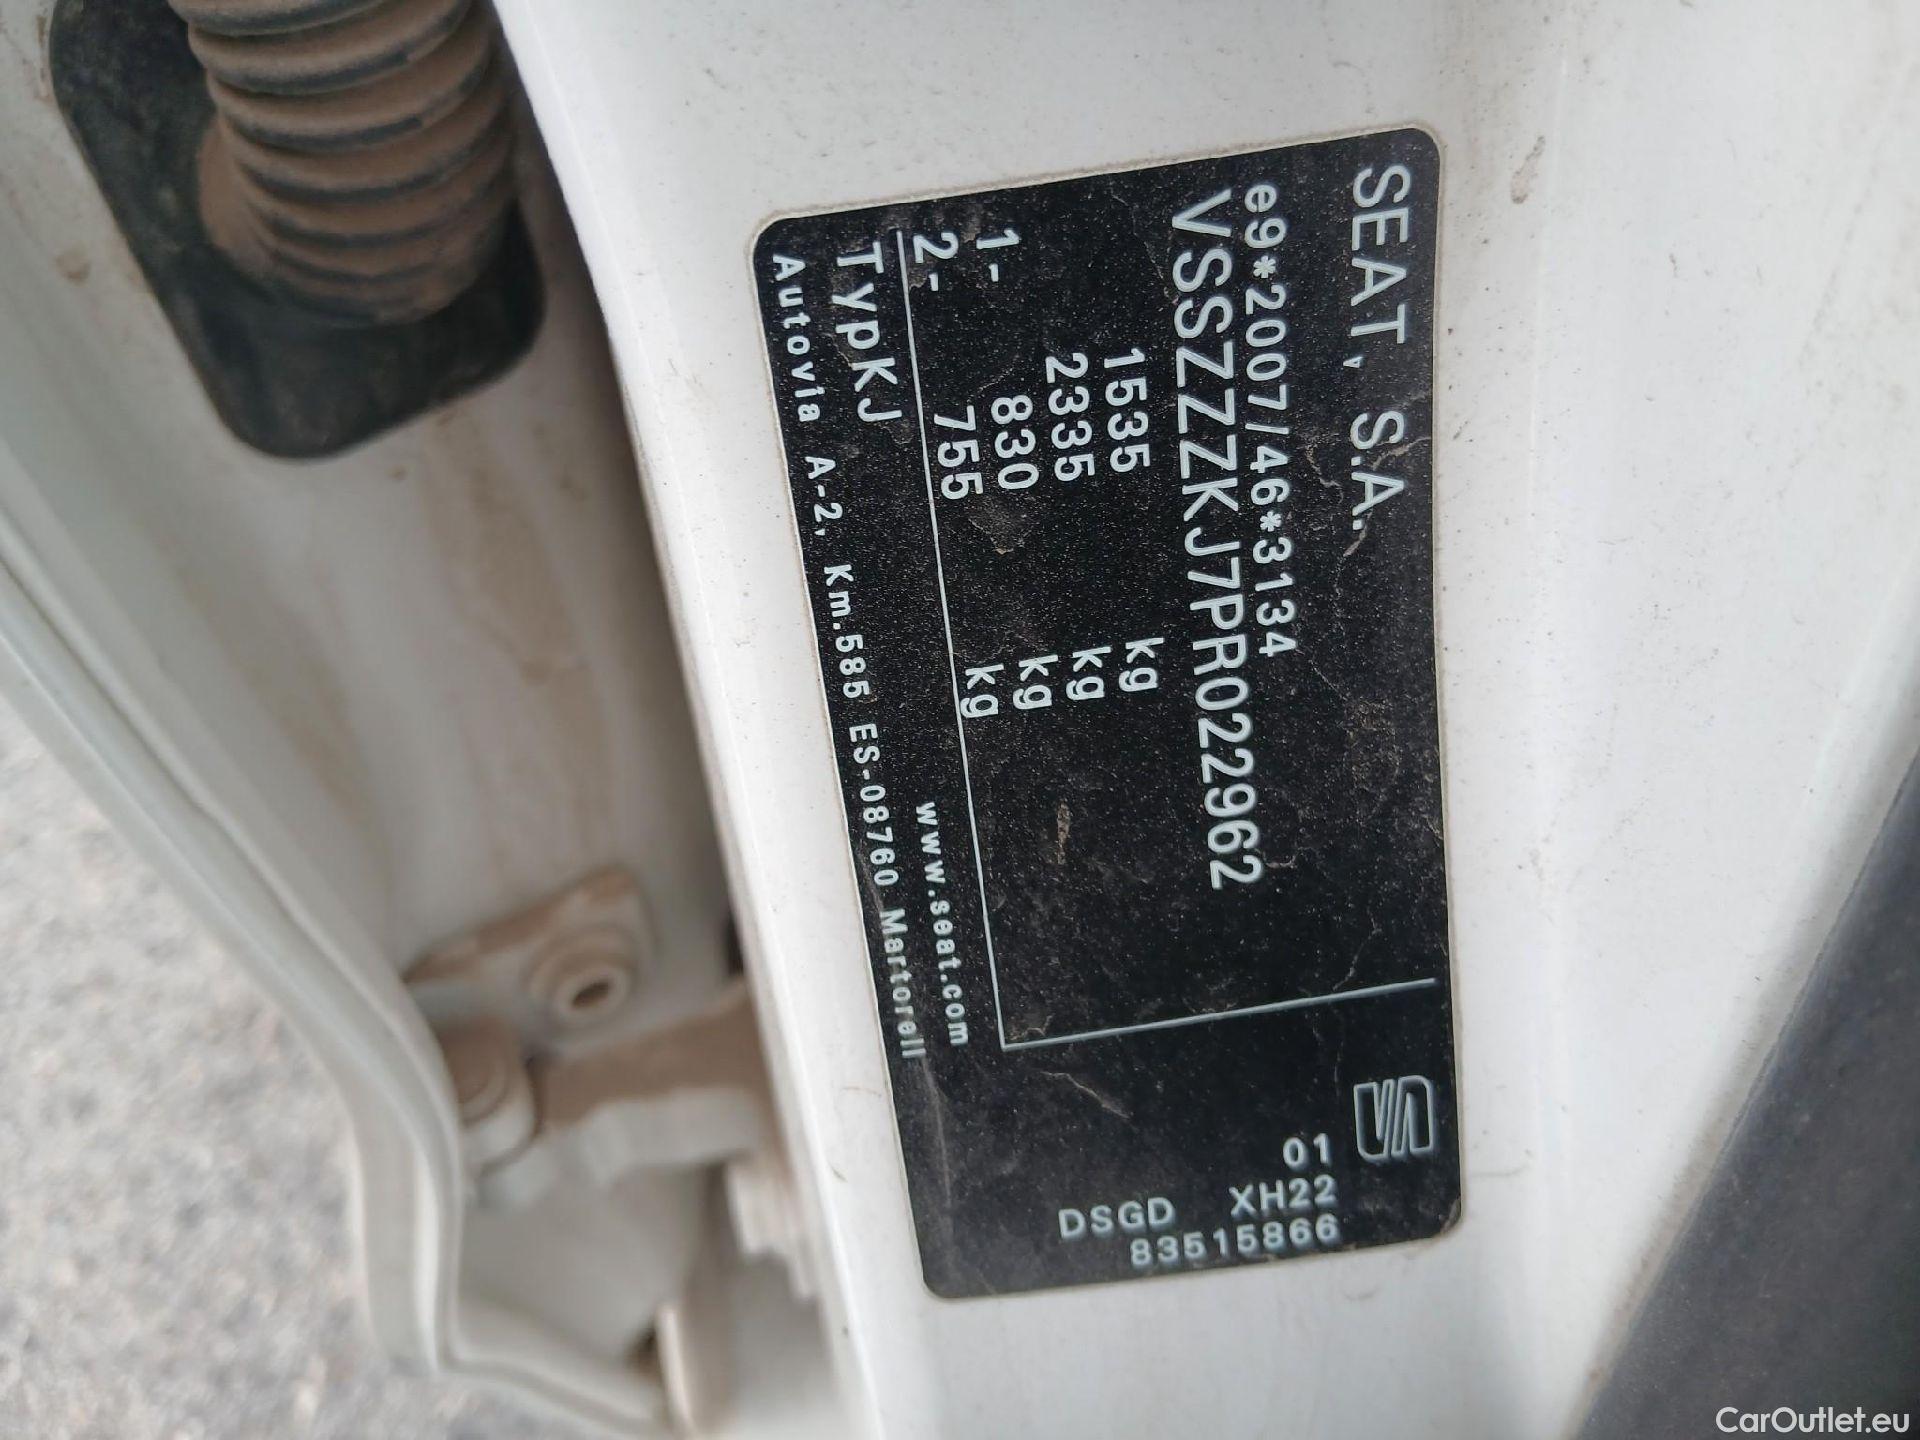 SEAT, S.A.
e9*2007/46*3134
VSSZZZKJ7PR022962
1535 kg
2335 kg
1- 830 kg
2- 755 kg
TypKJ www.seat.com
Autovia A-2, Km.585 ES-08760 Martorell
01
XH22
DSGD
83515866
CarOutlet.eu